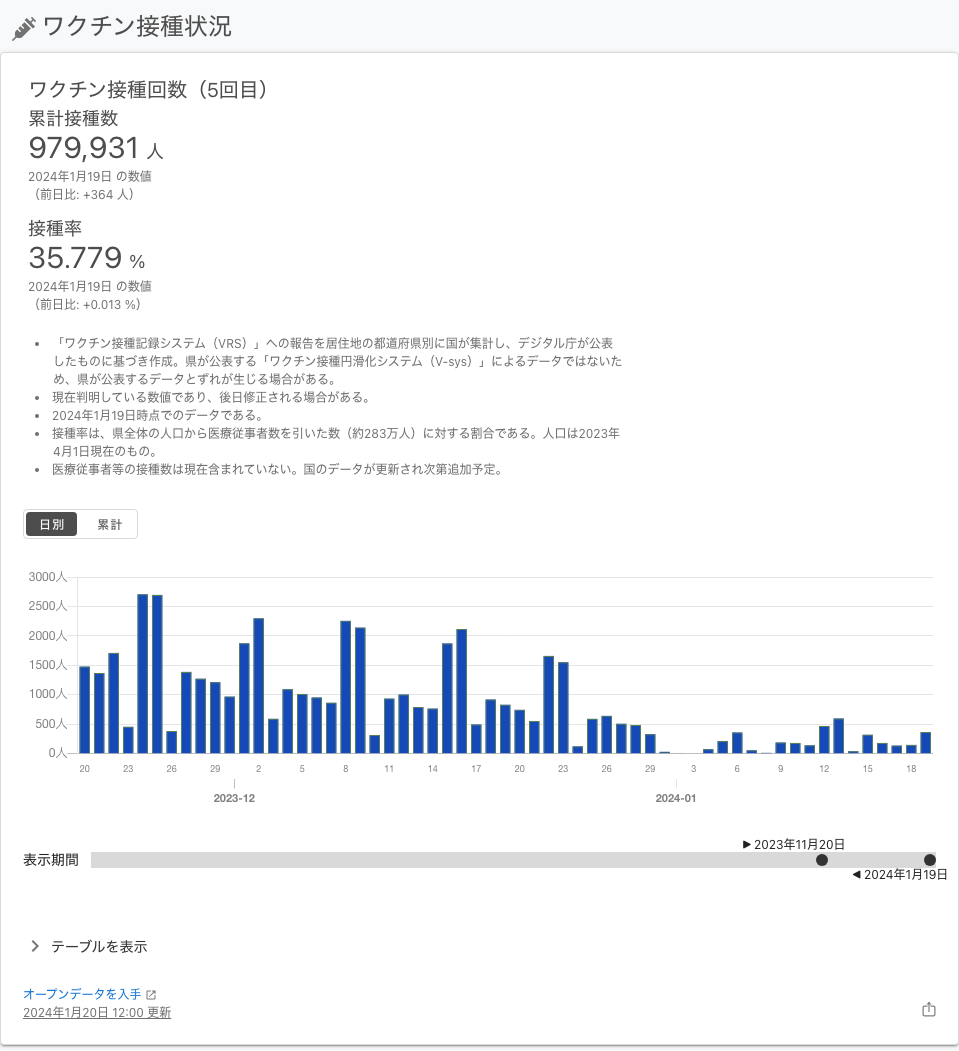 ワクチン接種状況
ワクチン接種回数（5回目）
累計接種数
979,931 人
2024年1月19日 の数値
（前日比: +364 人）
接種率
35.779 %
2024年1月19日 の数値
（前日比: +0.013 %）
「ワクチン接種記録システム（VRS）」への報告を居住地の都道府県別に国が集計し、デジタル庁が公表
したものに基づき作成。県が公表する「ワクチン接種円滑化システム（V-sys）」によるデータではないた
め、県が公表するデータとずれが生じる場合がある。
現在判明している数値であり、後日修正される場合がある。
2024年1月19日時点でのデータである。
接種率は、県全体の人口から医療従事者数を引いた数（約283万人）に対する割合である。人口は2023年
4月1日現在のもの。
医療従事者等の接種数は現在含まれていない。国のデータが更新され次第追加予定。
日別 累計
3000人
2500人
2000人
1500人
1000人
500人
0人
20 23 26 29 2 5 8 11 14 17 20 23 26 29 3 6 9 12 15 18
2023-12 2024-01
▶ 2023年11月20日
表示期間
◀ 2024年1月19日
テーブルを表示
オープンデータを入手
2024年1月20日 12:00 更新